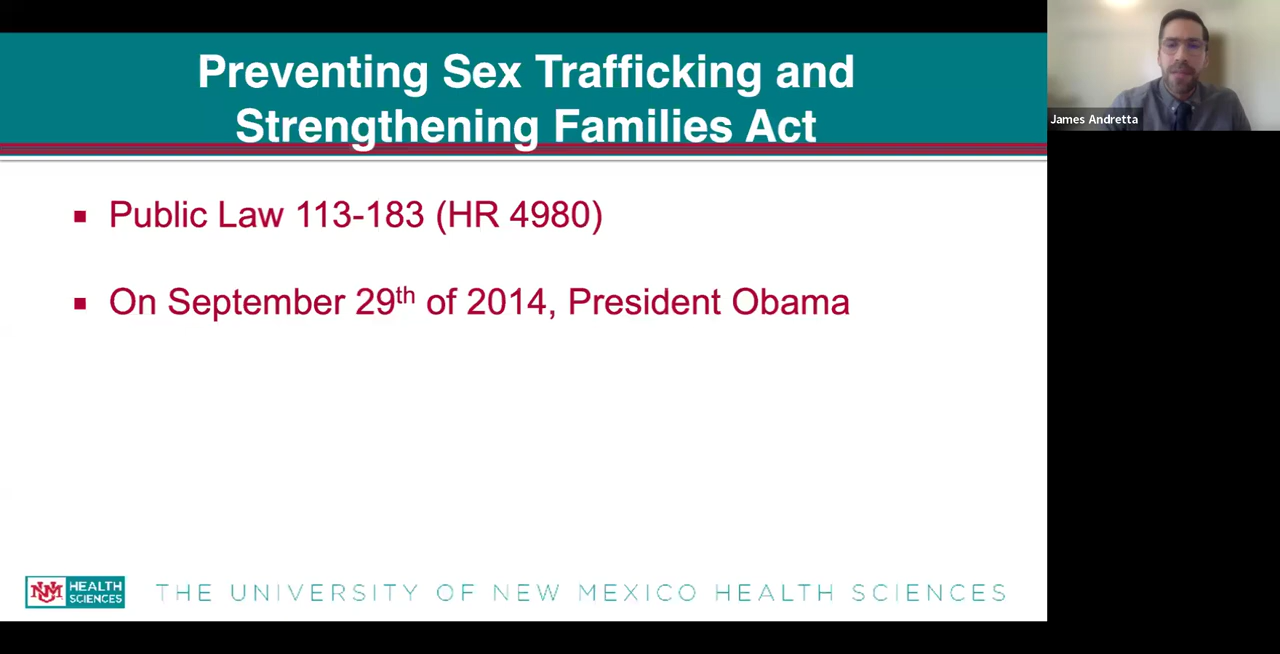 Preventing Sex Trafficking and
Strengthening Families Act
James Andretta
▪ Public Law 113-183 (HR 4980)
▪ On September 29th of 2014, President Obama
UNM HEALTH
SCIENCES
THE UNIVERSITY OF NEW MEXICO HEALTH SCIENCES